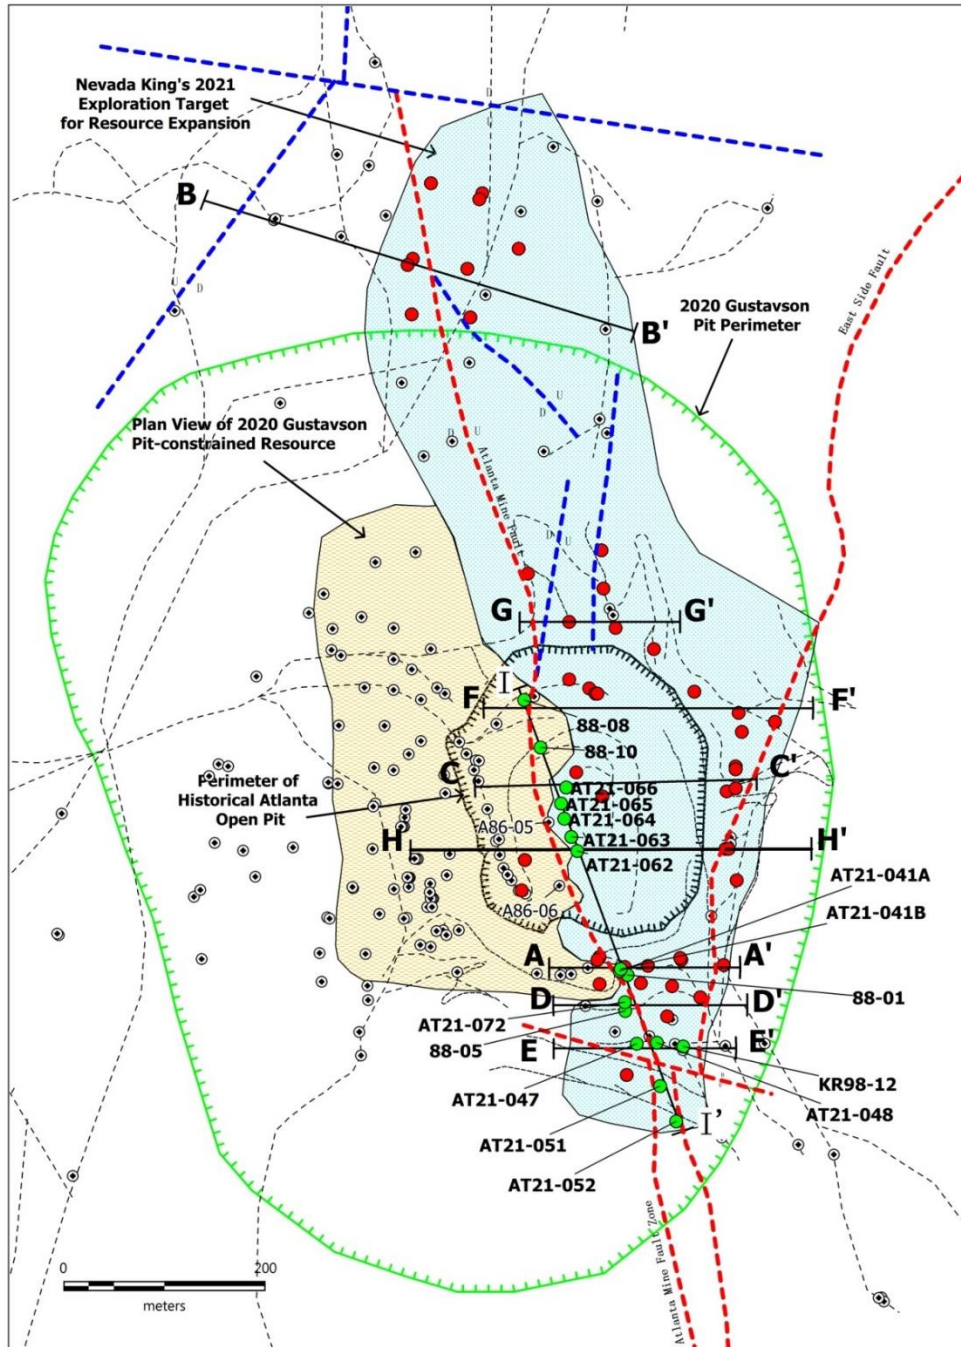 Nevada King's 2021
Exploration Target
for Resource Expansion
D
U
B
U D
East Side Fault
2020 Gustavson
Pit Perimeter
B'
Plan View of 2020 Gustavson
Pit-constrained Resource
U
D
D U
Atlanta Mine Fault
D U
G
G'
I
F
F'
88-08
88-10
C
C'
Perimeter of
Historical Atlanta
Open Pit
AT21-066
AT21-065
AT21-064
A86-05
AT21-063
H
H'
AT21-062
AT21-041A
A86-06
AT21-041B
A
A'
88-01
D
D'
AT21-072
88-05
E
E'
KR98-12
AT21-047
AT21-048
I'
AT21-051
AT21-052
Atlanta Mine Fault Zone
0 200
meters